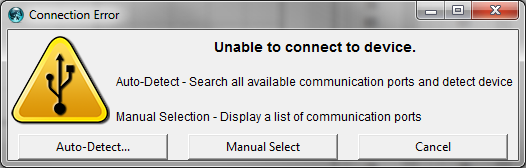 Connection Error
Unable to connect to device.
Auto-Detect - Search all available communication ports and detect device
Manual Selection - Display a list of communication ports
Auto-Detect... Manual Select Cancel